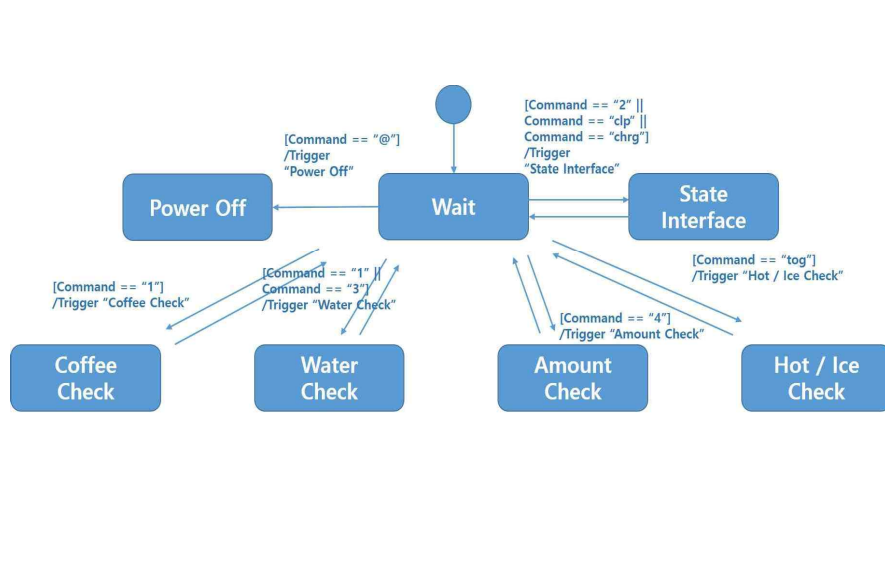 [Command == “2” ||
Command == “clp” ||
Command == “chrg”]
/Trigger
“State Interface”
[Command == “@”]
/Trigger
“Power Off”
Power Off
Wait
State
Interface
[Command == “tog”]
/Trigger “Hot / Ice Check”
[Command == “1” ||
Command == “3”]
/Trigger “Water Check”
[Command == “1”]
/Trigger “Coffee Check”
[Command == “4”]
/Trigger “Amount Check”
Coffee
Check
Water
Check
Amount
Check
Hot / Ice
Check